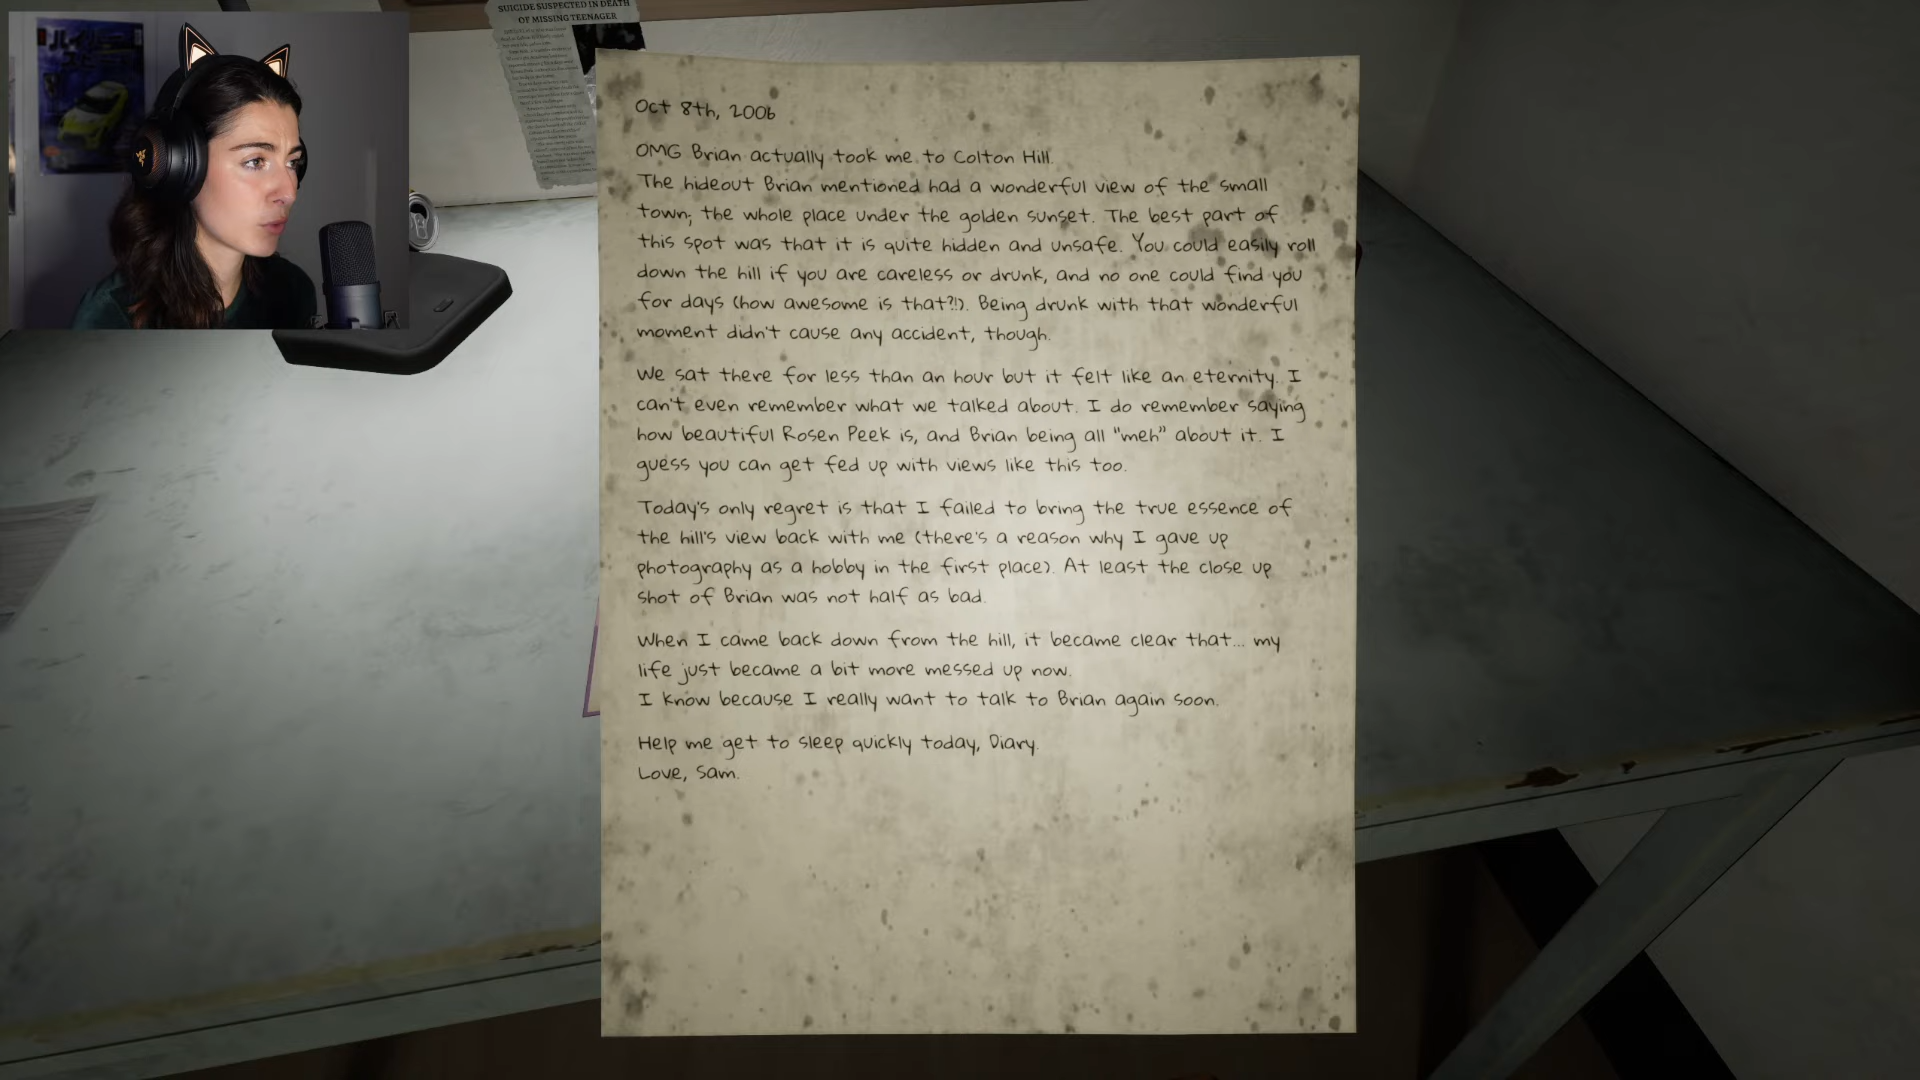 SUICIDE SUSPECTED IN DEATH
OF MISSING TEENAGER
Oct 8th, 2006
OMG Brian actually took me to Colton Hill.
The hideout Brian mentioned had a wonderful view of the small
town; the whole place under the golden sunset. The best part of
this spot was that it is quite hidden and unsafe. You could easily roll
down the hill if you are careless or drunk, and no one could find you
for days (how awesome is that?!). Being drunk with that wonderful
moment didn't cause any accident, though.
We sat there for less than an hour but it felt like an eternity. I
can't even remember what we talked about. I do remember saying
how beautiful Rosen Peek is, and Brian being all "meh" about it. I
guess you can get fed up with views like this too.
Today's only regret is that I failed to bring the true essence of
the hill's view back with me (there's a reason why I gave up
photography as a hobby in the first place). At least the close up
shot of Brian was not half as bad.
When I came back down from the hill, it became clear that... my
life just became a bit more messed up now.
I know because I really want to talk to Brian again soon.
Help me get to sleep quickly today, Diary.
Love, Sam.